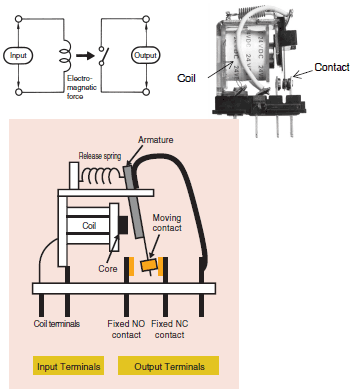 Input
Output
Electro-
magnetic
force
Coil
24VDC
Contact
Armature
Release spring
Coil
Moving
contact
Core
Coil terminals
Fixed NO
contact
Fixed NC
contact
Input Terminals
Output Terminals